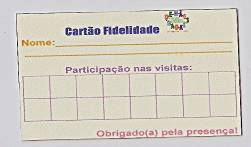 Cartão Fidelidade
Nome:
Participação nas visitas:
Obrigado(a) pela presença!